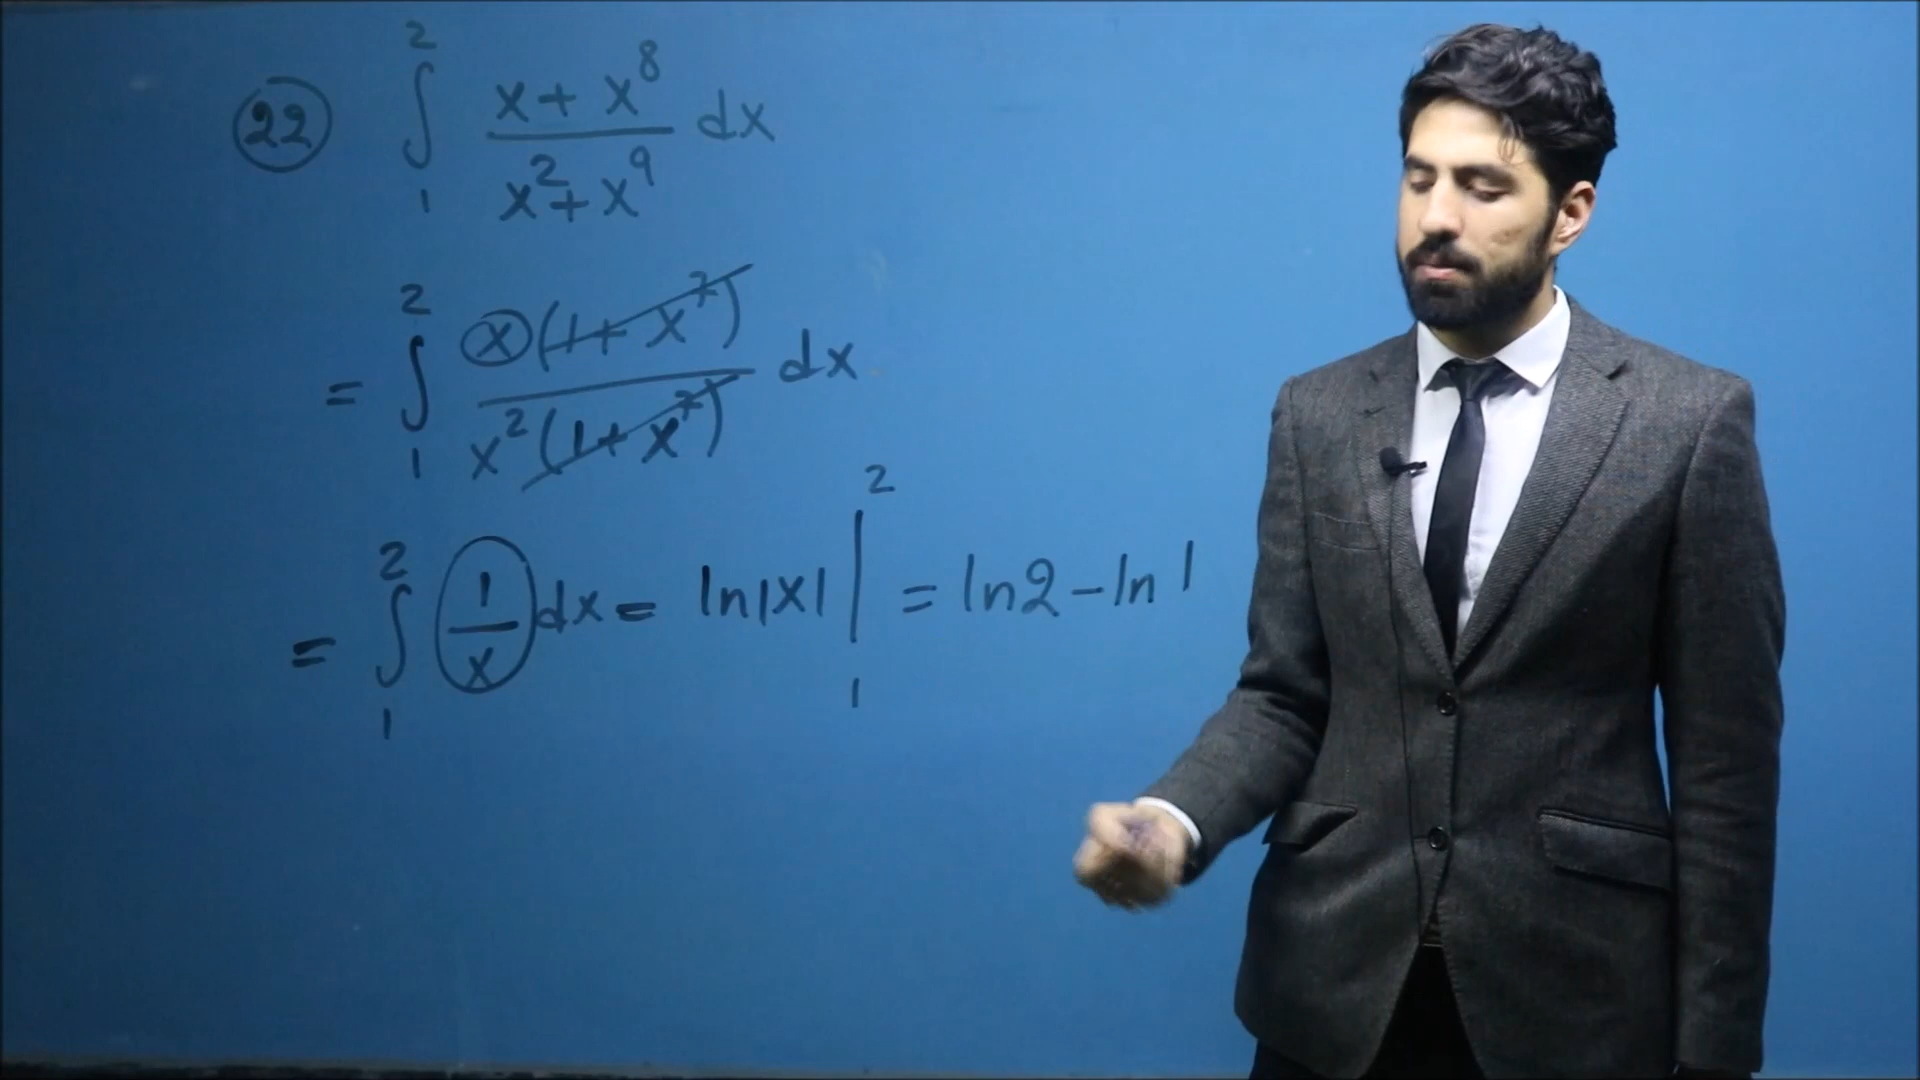 22 ∫₁² (x + x⁸)/(x² + x⁹) dx
= ∫₁² x(1 + x⁷)/x²(1 + x⁷) dx
= ∫₁² 1/x dx = ln|x| |₁² = ln2 - ln1